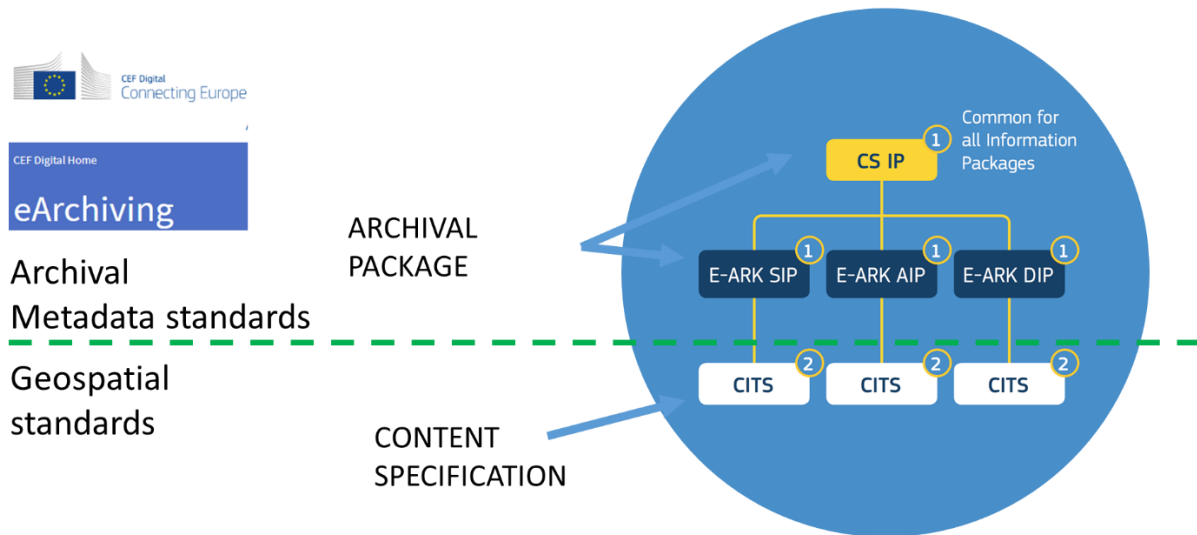 CEF Digital
Connecting Europe
CEF Digital Home
eArchiving
Archival
Metadata standards
Geospatial
standards
ARCHIVAL
PACKAGE
CONTENT
SPECIFICATION
CS IP
1
Common for
all Information
Packages
E-ARK SIP
1
E-ARK AIP
1
E-ARK DIP
1
CITS
2
CITS
2
CITS
2